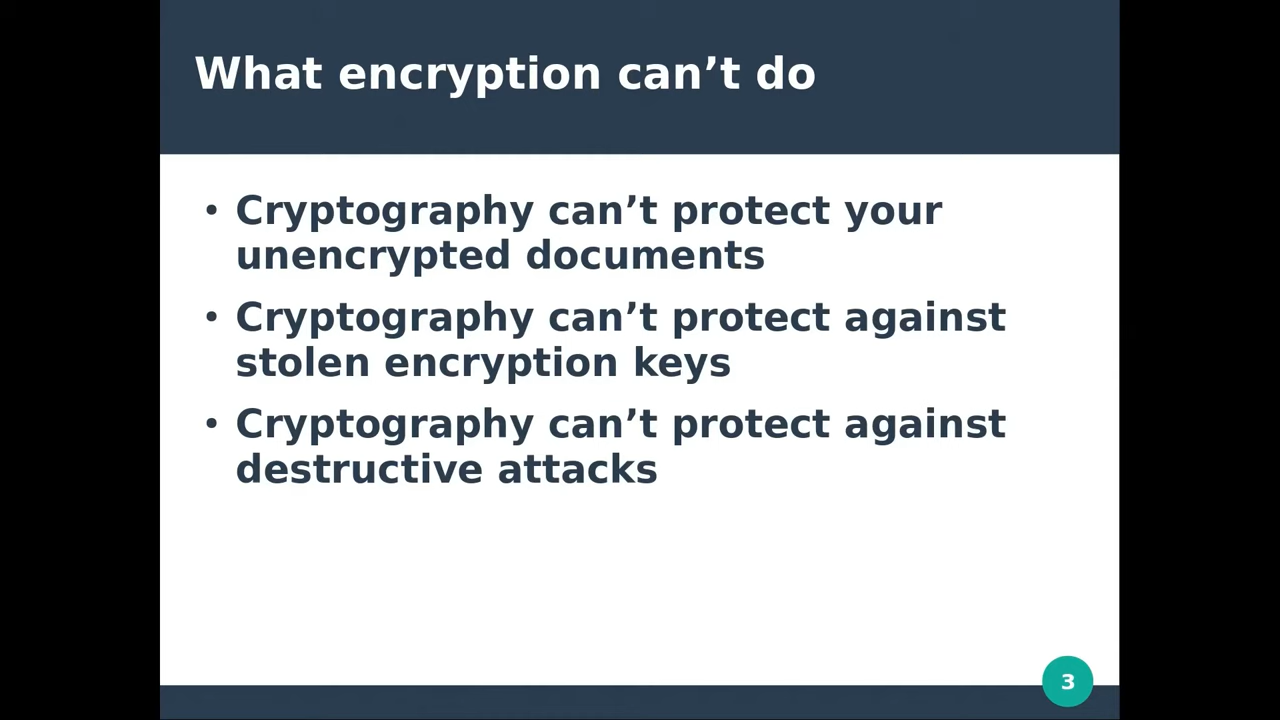 What encryption can’t do
• Cryptography can’t protect your
unencrypted documents
• Cryptography can’t protect against
stolen encryption keys
• Cryptography can’t protect against
destructive attacks
3